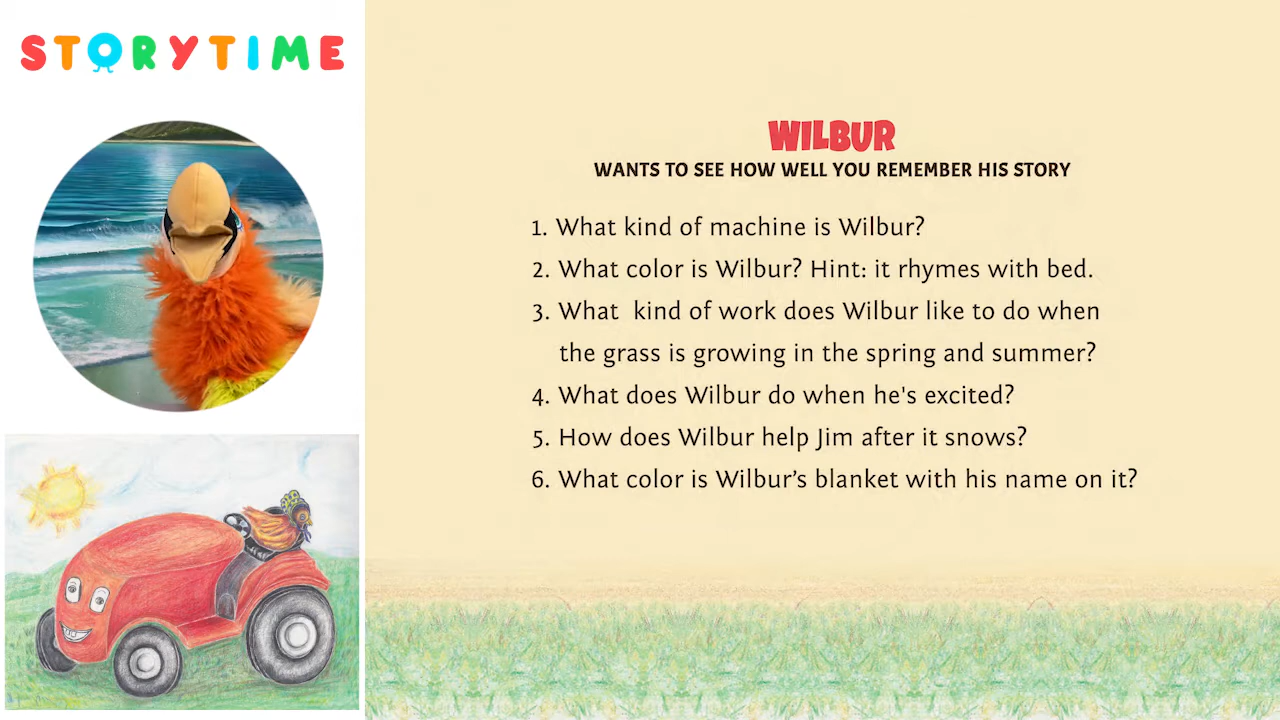 STORYTIME
WILBUR
WANTS TO SEE HOW WELL YOU REMEMBER HIS STORY
1. What kind of machine is Wilbur?
2. What color is Wilbur? Hint: it rhymes with bed.
3. What  kind of work does Wilbur like to do when
the grass is growing in the spring and summer?
4. What does Wilbur do when he's excited?
5. How does Wilbur help Jim after it snows?
6. What color is Wilbur’s blanket with his name on it?